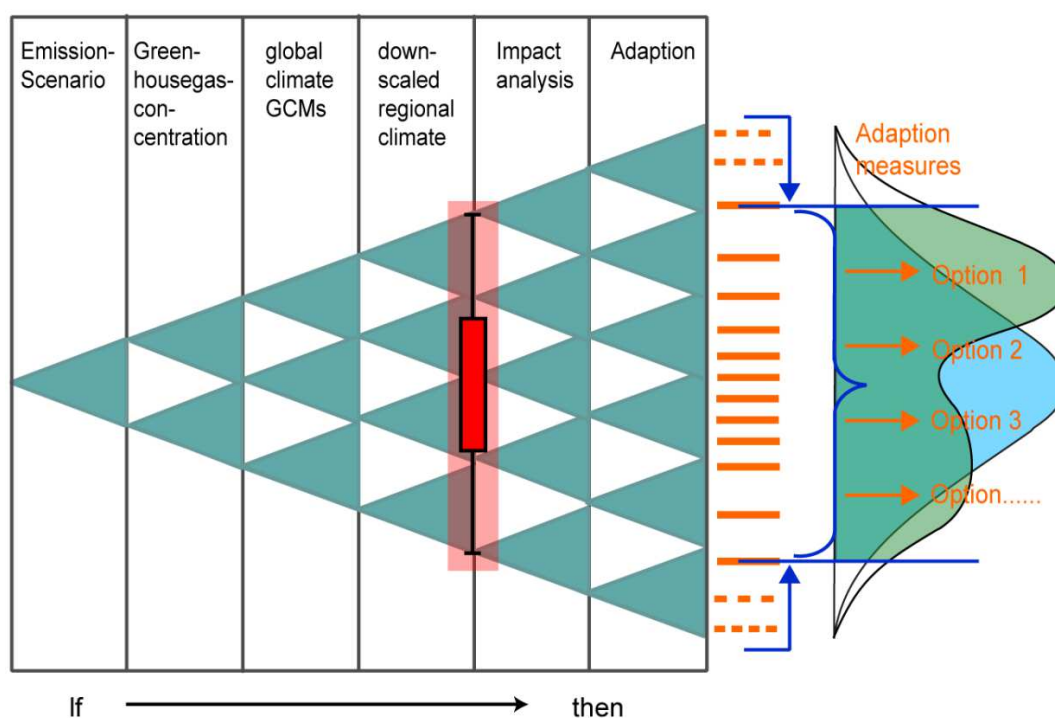 Emission-
Scenario
Green-
housegas-
con-
centration
global
climate
GCMs
down-
scaled
regional
climate
Impact
analysis
Adaption
Adaption
measures
Option 1
Option 2
Option 3
Option......
If
then